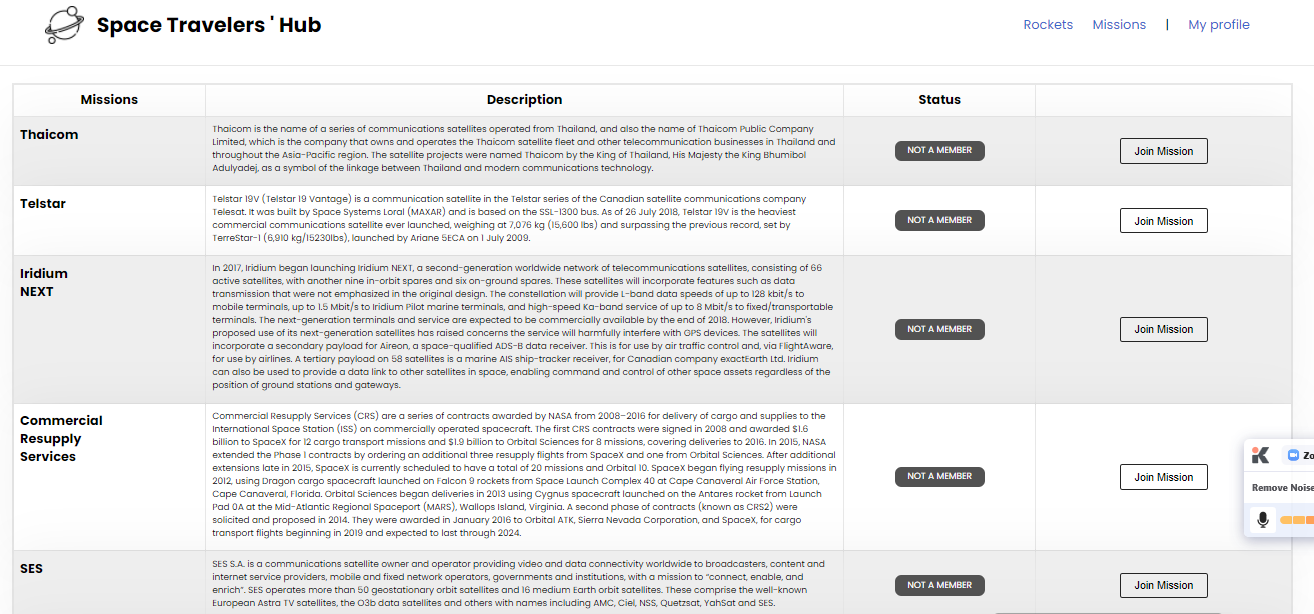 Space Travelers ' Hub
Rockets Missions | My profile
Missions Description Status
Thaicom
Thaicom is the name of a series of communications satellites operated from Thailand, and also the name of Thaicom Public Company
Limited, which is the company that owns and operates the Thaicom satellite fleet and other telecommunication businesses in Thailand and
throughout the Asia-Pacific region. The satellite projects were named Thaicom by the King of Thailand, His Majesty the King Bhumibol
Adulyadej, as a symbol of the linkage between Thailand and modern communications technology.
NOT A MEMBER
Join Mission
Telstar
Telstar 19V (Telstar 19 Vantage) is a communication satellite in the Telstar series of the Canadian satellite communications company
Telesat. It was built by Space Systems Loral (MAXAR) and is based on the SSL-1300 bus. As of 26 July 2018, Telstar 19V is the heaviest
commercial communications satellite ever launched, weighing at 7,076 kg (15,600 lbs) and surpassing the previous record, set by
TerreStar-1 (6,910 kg/15230lbs), launched by Ariane 5ECA on 1 July 2009.
NOT A MEMBER
Join Mission
Iridium
NEXT
In 2017, Iridium began launching Iridium NEXT, a second-generation worldwide network of telecommunications satellites, consisting of 66
active satellites, with another nine in-orbit spares and six on-ground spares. These satellites will incorporate features such as data
transmission that were not emphasized in the original design. The constellation will provide L-band data speeds of up to 128 kbit/s to
mobile terminals, up to 1.5 Mbit/s to Iridium Pilot marine terminals, and high-speed Ka-band service of up to 8 Mbit/s to fixed/transportable
terminals. The next-generation terminals and service are expected to be commercially available by the end of 2018. However, Iridium's
proposed use of its next-generation satellites has raised concerns the service will harmfully interfere with GPS devices. The satellites will
incorporate a secondary payload for Aireon, a space-qualified ADS-B data receiver. This is for use by air traffic control and, via FlightAware,
for use by airlines. A tertiary payload on 58 satellites is a marine AIS ship-tracker receiver, for Canadian company exactEarth Ltd. Iridium
can also be used to provide a data link to other satellites in space, enabling command and control of other space assets regardless of the
position of ground stations and gateways.
NOT A MEMBER
Join Mission
Commercial
Resupply
Services
Commercial Resupply Services (CRS) are a series of contracts awarded by NASA from 2008–2016 for delivery of cargo and supplies to the
International Space Station (ISS) on commercially operated spacecraft. The first CRS contracts were signed in 2008 and awarded $1.6
billion to SpaceX for 12 cargo transport missions and $1.9 billion to Orbital Sciences for 8 missions, covering deliveries to 2016. In 2015, NASA
extended the Phase 1 contracts by ordering an additional three resupply flights from SpaceX and one from Orbital Sciences. After additional
extensions late in 2015, SpaceX is currently scheduled to have a total of 20 missions and Orbital 10. SpaceX began flying resupply missions in
2012, using Dragon cargo spacecraft launched on Falcon 9 rockets from Space Launch Complex 40 at Cape Canaveral Air Force Station,
Cape Canaveral, Florida. Orbital Sciences began deliveries in 2013 using Cygnus spacecraft launched on the Antares rocket from Launch
Pad 0A at the Mid-Atlantic Regional Spaceport (MARS), Wallops Island, Virginia. A second phase of contracts (known as CRS2) were
solicited and proposed in 2014. They were awarded in January 2016 to Orbital ATK, Sierra Nevada Corporation, and SpaceX, for cargo
transport flights beginning in 2019 and expected to last through 2024.
NOT A MEMBER
Join Mission
Zo
Remove Noise
SES
SES S.A. is a communications satellite owner and operator providing video and data connectivity worldwide to broadcasters, content and
internet service providers, mobile and fixed network operators, governments and institutions, with a mission to “connect, enable, and
enrich”. SES operates more than 50 geostationary orbit satellites and 16 medium Earth orbit satellites. These comprise the well-known
European Astra TV satellites, the O3b data satellites and others with names including AMC, Ciel, NSS, Quetzsat, YahSat and SES.
NOT A MEMBER
Join Mission